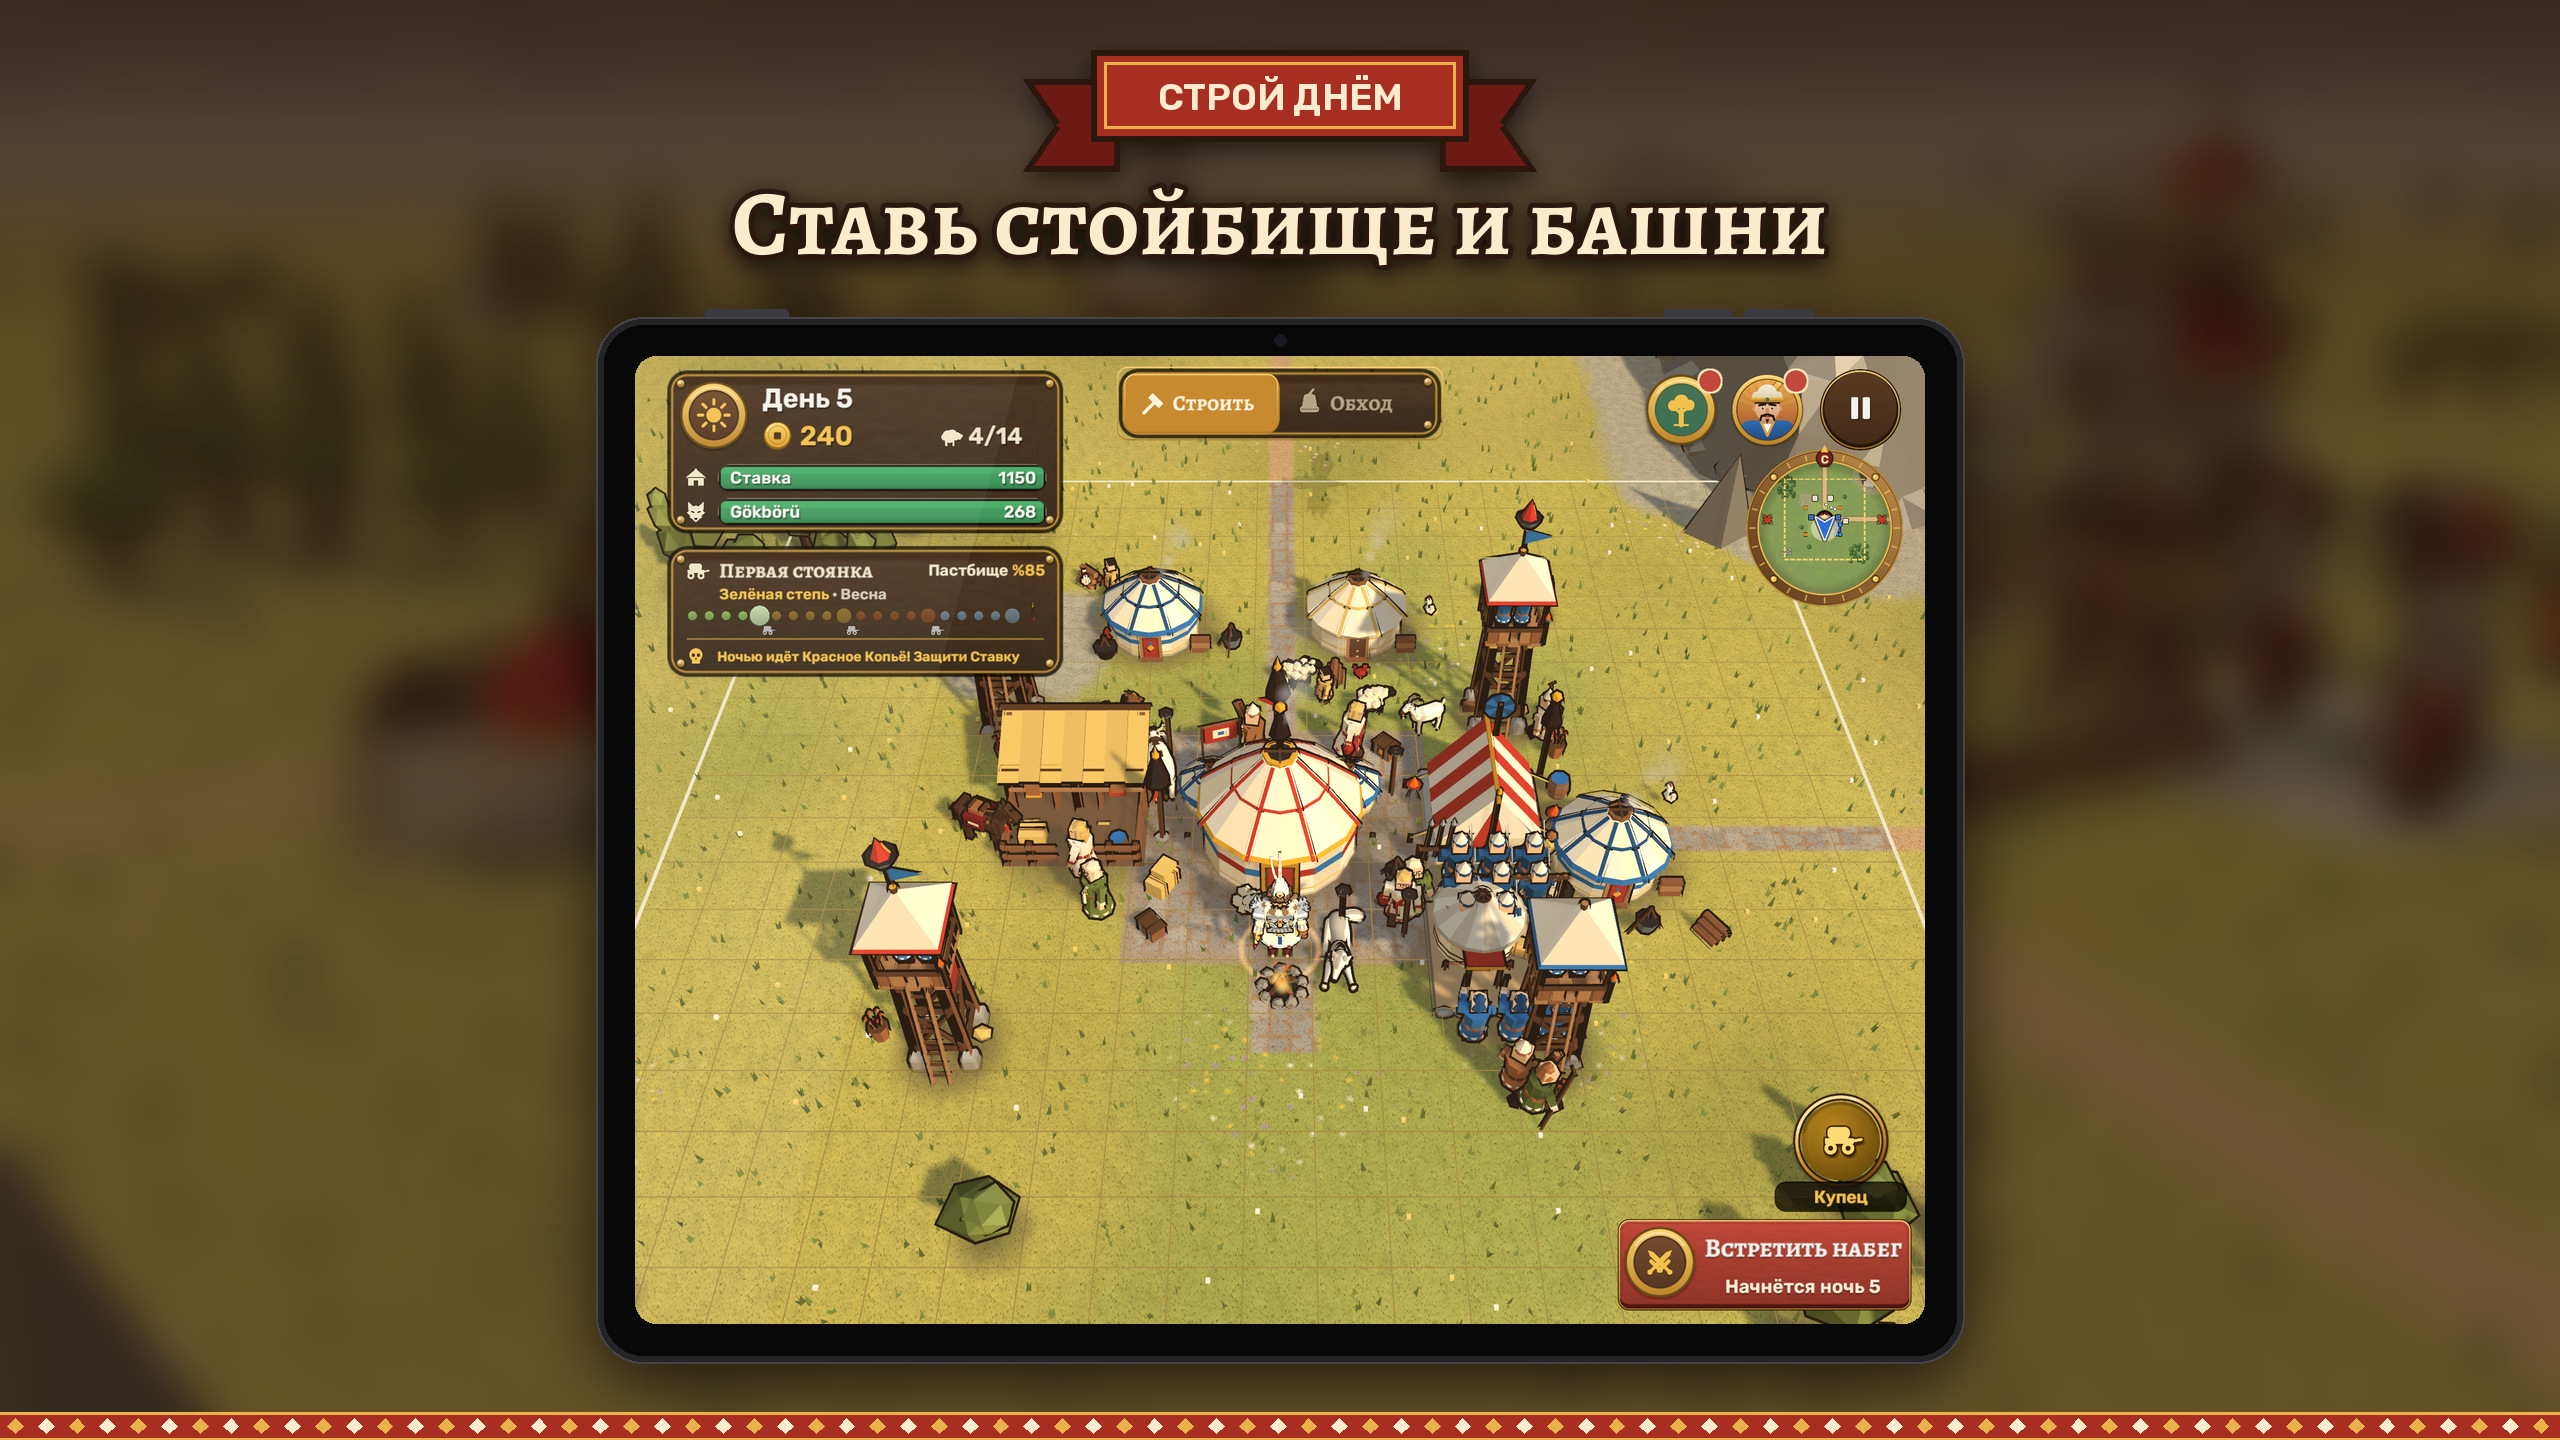 СТРОЙ ДНЁМ
Ставь стойбище и башни
День 5
240
4/14
Ставка 1150
Gökbörü 268
Первая стоянка Пастбище %85
Зелёная степь • Весна
Ночью идёт Красное Копьё! Защити Ставку
Строить Обход
С
Купец
Встретить набег
Начнётся ночь 5